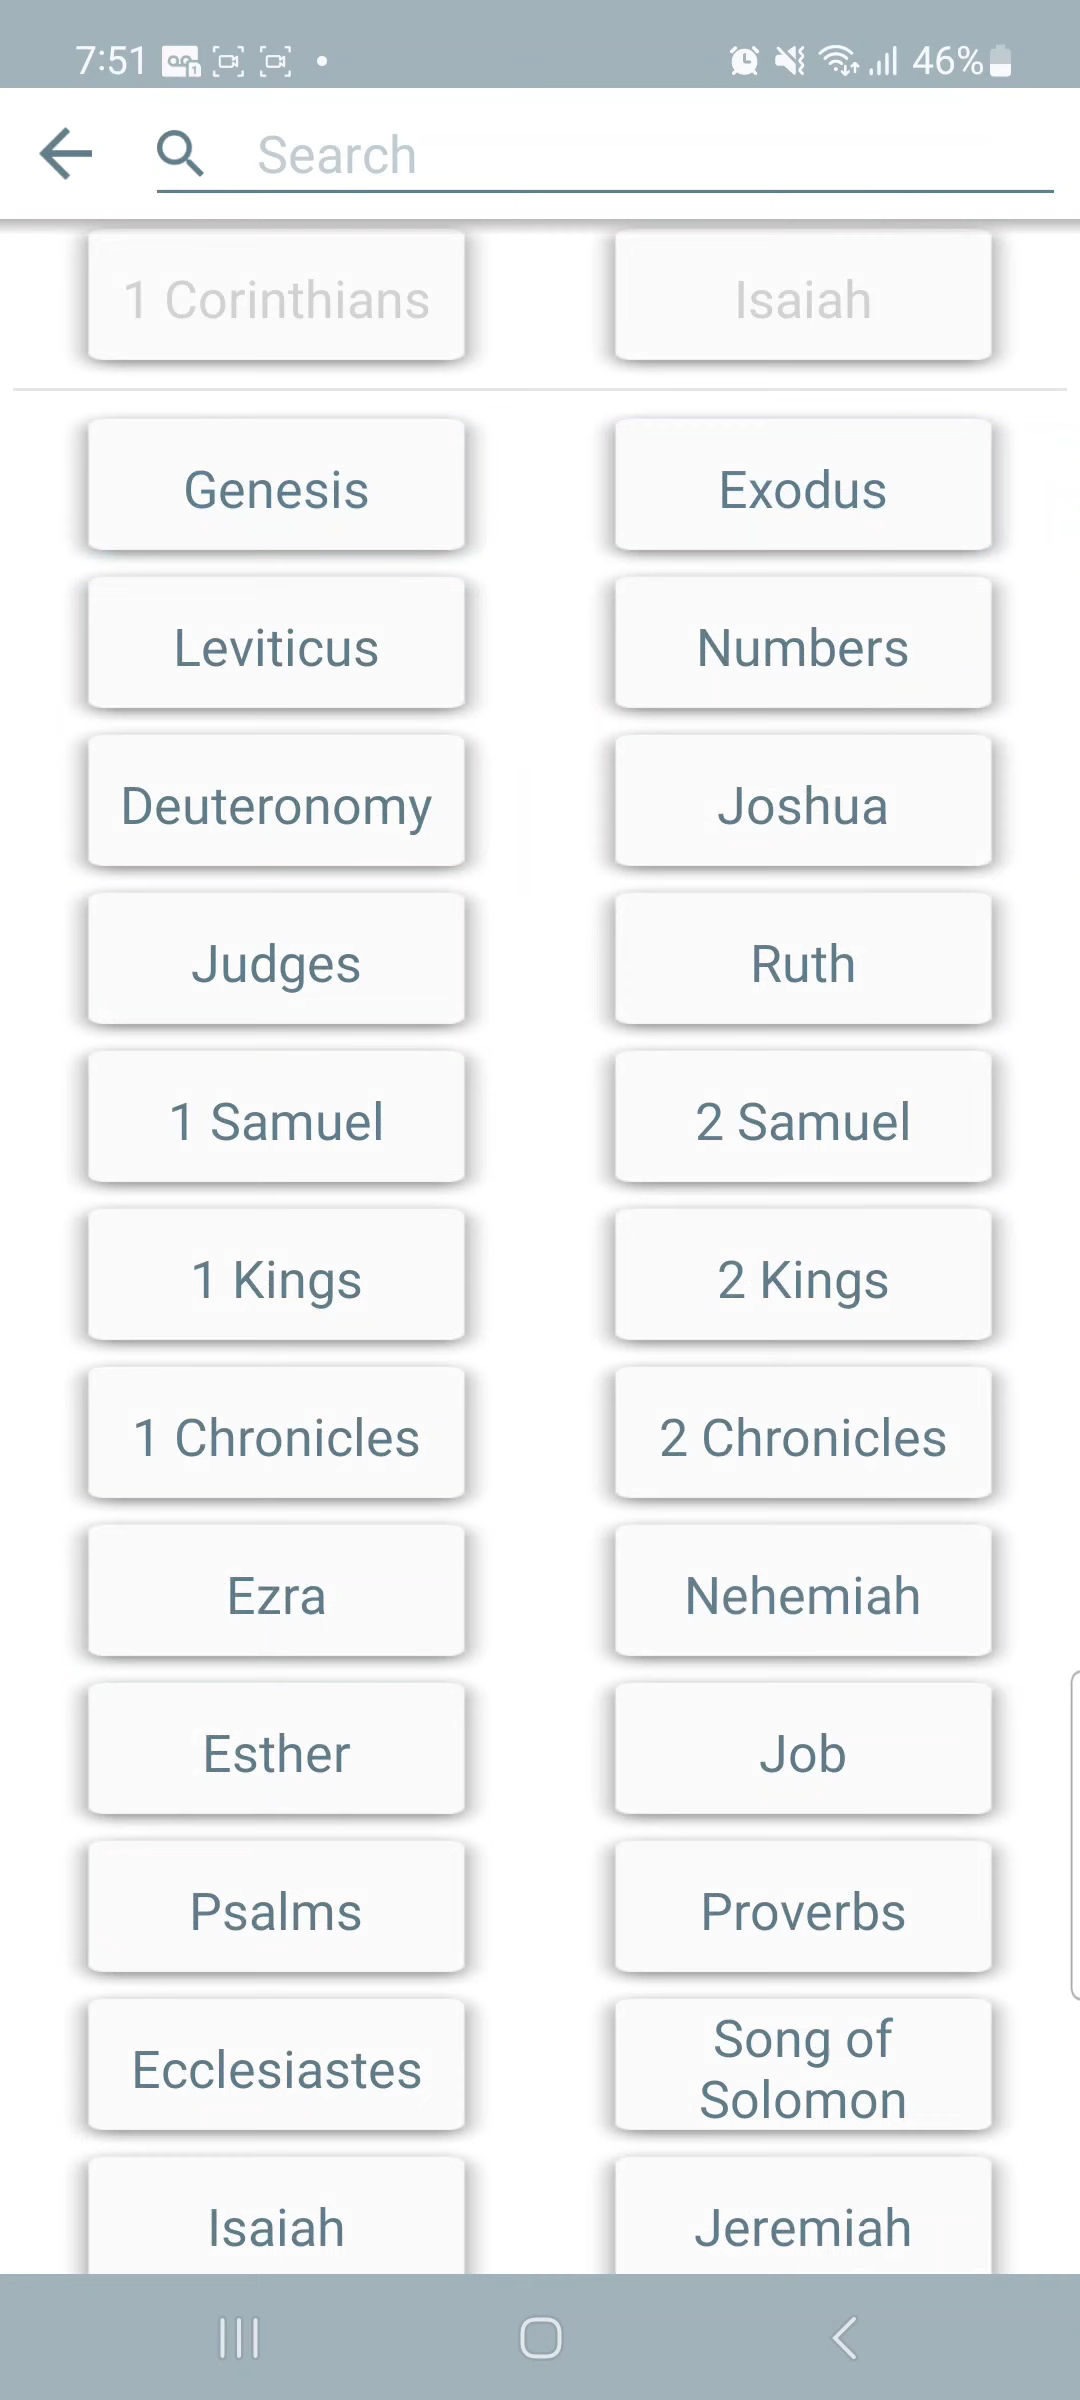 7:51
46%
Search
1 Corinthians
Isaiah
Genesis
Exodus
Leviticus
Numbers
Deuteronomy
Joshua
Judges
Ruth
1 Samuel
2 Samuel
1 Kings
2 Kings
1 Chronicles
2 Chronicles
Ezra
Nehemiah
Esther
Job
Psalms
Proverbs
Ecclesiastes
Song of
Solomon
Isaiah
Jeremiah